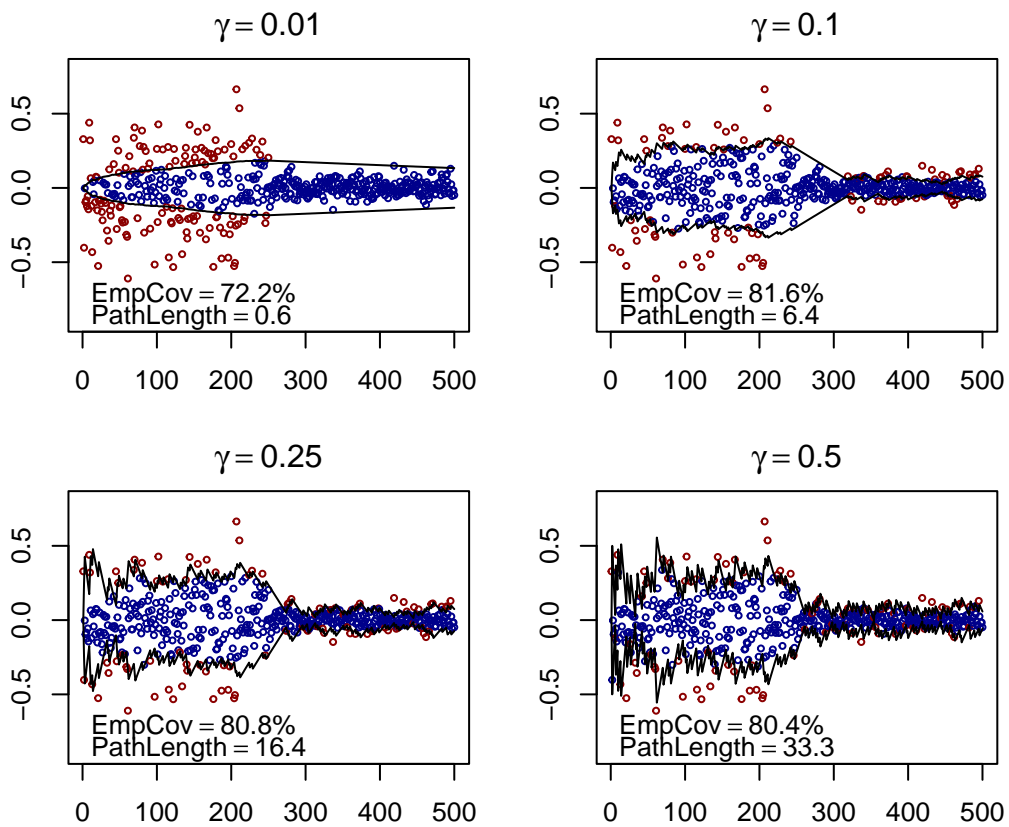 γ = 0.01
0.5
0.0
−0.5
EmpCov = 72.2%
PathLength = 0.6
0 100 200 300 400 500
γ = 0.1
0.5
0.0
−0.5
EmpCov = 81.6%
PathLength = 6.4
0 100 200 300 400 500
γ = 0.25
0.5
0.0
−0.5
EmpCov = 80.8%
PathLength = 16.4
0 100 200 300 400 500
γ = 0.5
0.5
0.0
−0.5
EmpCov = 80.4%
PathLength = 33.3
0 100 200 300 400 500